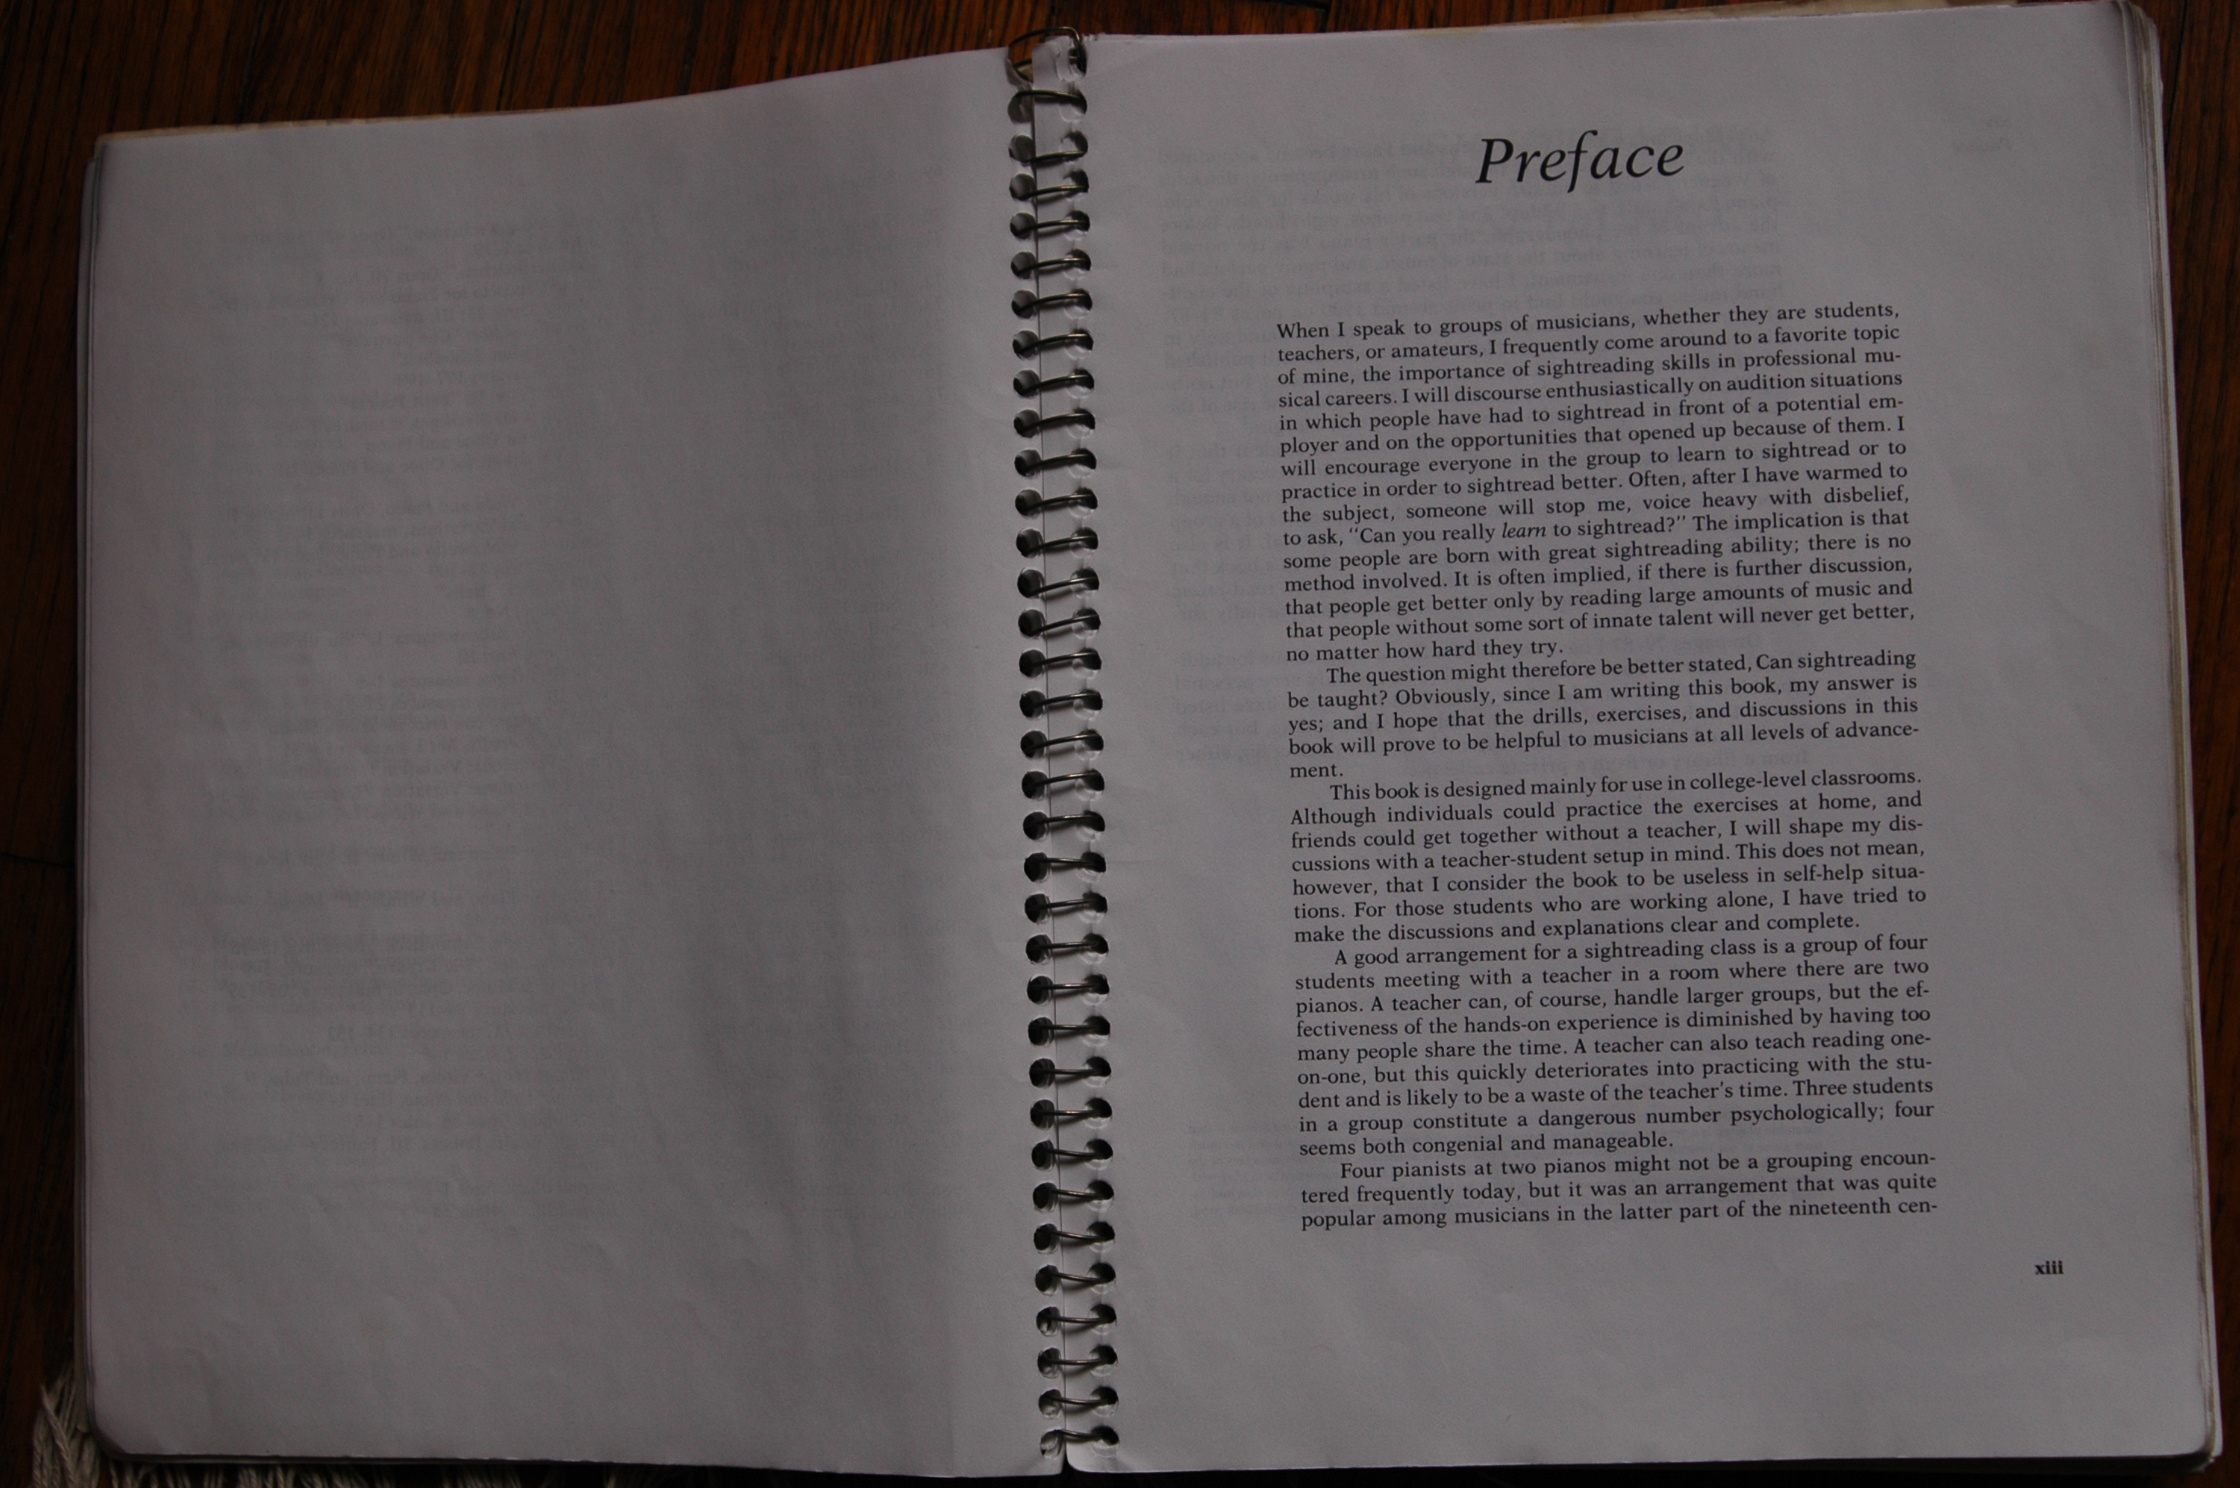 Preface
When I speak to groups of musicians, whether they are students,
teachers, or amateurs, I frequently come around to a favorite topic
of mine, the importance of sightreading skills in professional mu-
sical careers. I will discourse enthusiastically on audition situations
in which people have had to sightread in front of a potential em-
ployer and on the opportunities that opened up because of them. I
will encourage everyone in the group to learn to sightread or to
practice in order to sightread better. Often, after I have warmed to
the subject, someone will stop me, voice heavy with disbelief,
to ask, “Can you really learn to sightread?” The implication is that
some people are born with great sightreading ability; there is no
method involved. It is often implied, if there is further discussion,
that people get better only by reading large amounts of music and
that people without some sort of innate talent will never get better,
no matter how hard they try.
The question might therefore be better stated, Can sightreading
be taught? Obviously, since I am writing this book, my answer is
yes; and I hope that the drills, exercises, and discussions in this
book will prove to be helpful to musicians at all levels of advance-
ment.
This book is designed mainly for use in college-level classrooms.
Although individuals could practice the exercises at home, and
friends could get together without a teacher, I will shape my dis-
cussions with a teacher-student setup in mind. This does not mean,
however, that I consider the book to be useless in self-help situa-
tions. For those students who are working alone, I have tried to
make the discussions and explanations clear and complete.
A good arrangement for a sightreading class is a group of four
students meeting with a teacher in a room where there are two
pianos. A teacher can, of course, handle larger groups, but the ef-
fectiveness of the hands-on experience is diminished by having too
many people share the time. A teacher can also teach reading one-
on-one, but this quickly deteriorates into practicing with the stu-
dent and is likely to be a waste of the teacher’s time. Three students
in a group constitute a dangerous number psychologically; four
seems both congenial and manageable.
Four pianists at two pianos might not be a grouping encoun-
tered frequently today, but it was an arrangement that was quite
popular among musicians in the latter part of the nineteenth cen-
xiii